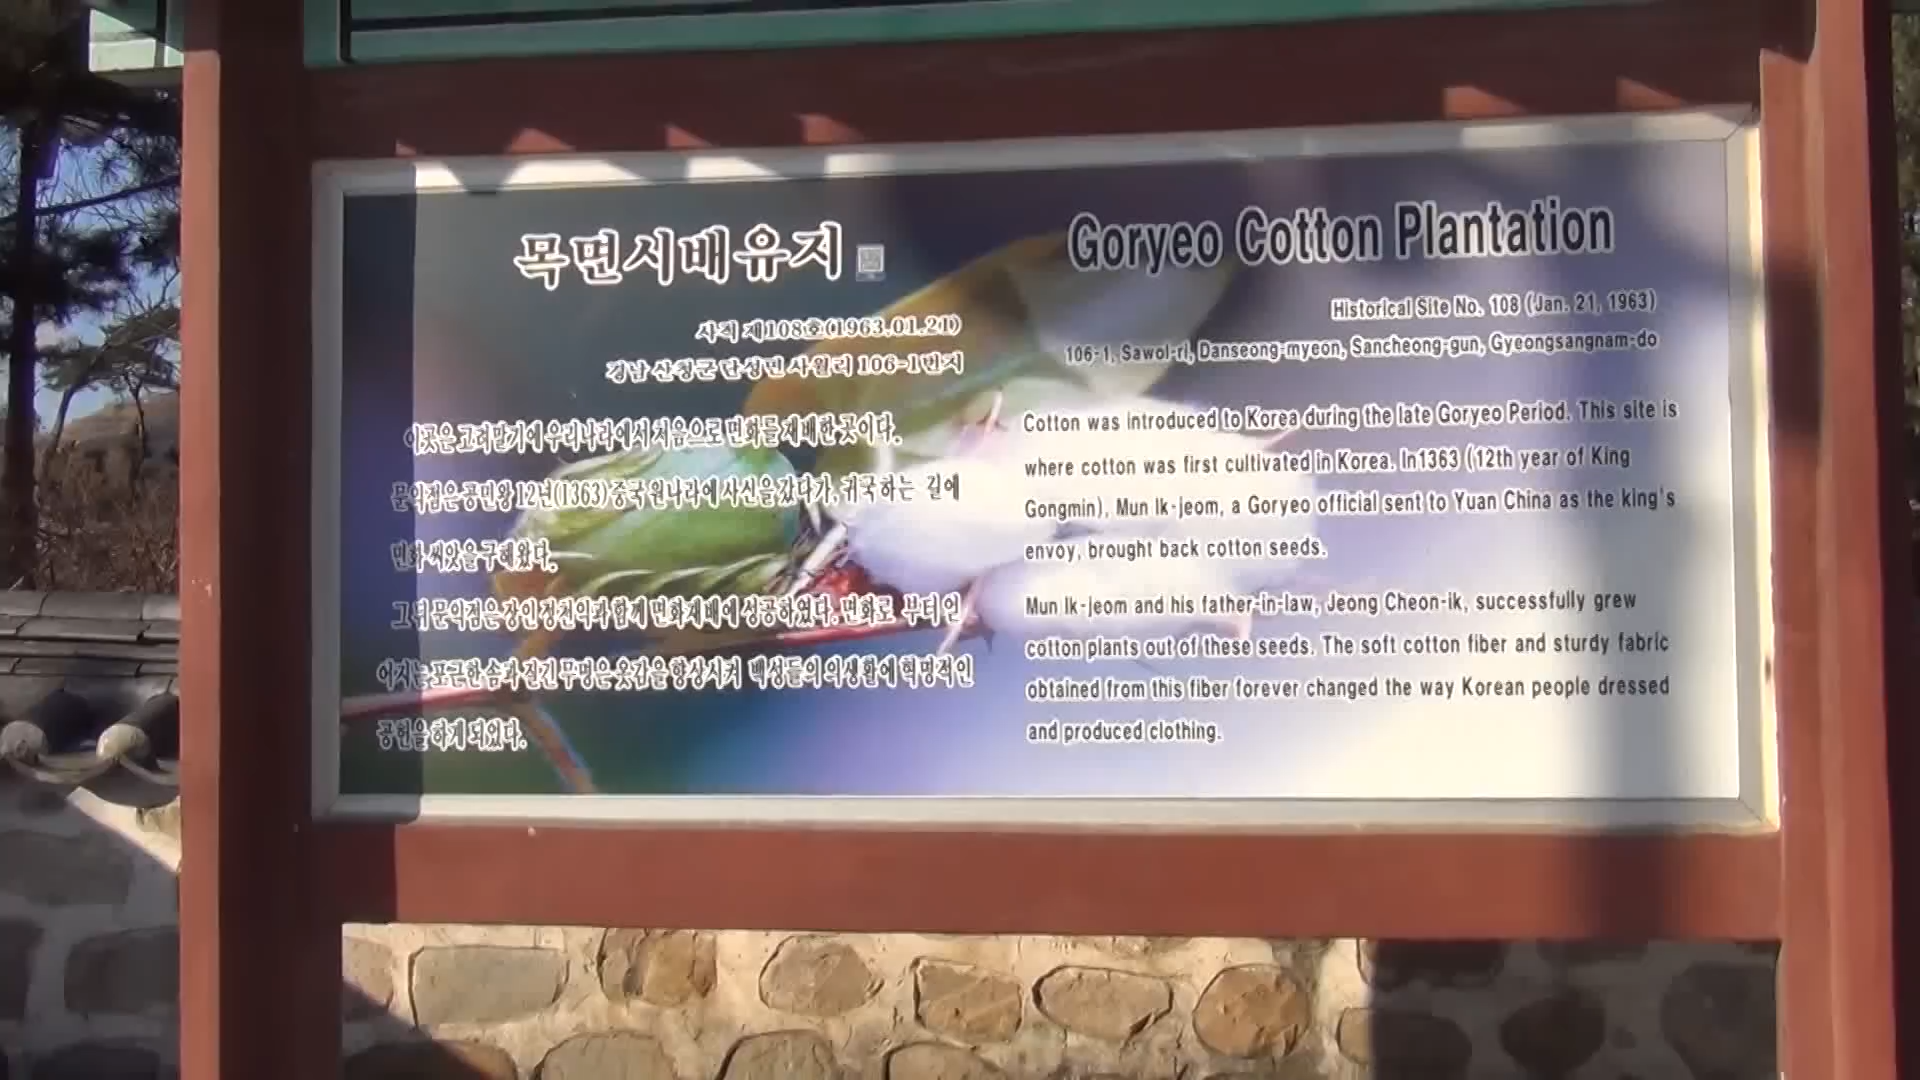 목면시배유지
사적 제108호(1963.01.21)
경남 산청군 단성면 사월리 106-1번지
이곳은 고려말기에 우리나라에서 처음으로 면화를 재배한 곳이다.
문익점은 공민왕 12년(1363) 중국 원나라에 사신을 갔다가, 귀국하는 길에
면화 씨앗을 구해왔다.
그 뒤 문익점은 장인 정천익과 함께 면화재배에 성공하였다. 면화로 부터 얻
어지는 포근한 솜과 질긴 무명은 옷감을 향상시켜 백성들의 의생활에 혁명적인
공헌을 하게 되었다.
Goryeo Cotton Plantation
Historical Site No. 108 (Jan. 21, 1963)
106-1, Sawol-ri, Danseong-myeon, Sancheong-gun, Gyeongsangnam-do
Cotton was introduced to Korea during the late Goryeo Period. This site is
where cotton was first cultivated in Korea. In1363 (12th year of King
Gongmin), Mun Ik-jeom, a Goryeo official sent to Yuan China as the king's
envoy, brought back cotton seeds.
Mun Ik-jeom and his father-in-law, Jeong Cheon-ik, successfully grew
cotton plants out of these seeds. The soft cotton fiber and sturdy fabric
obtained from this fiber forever changed the way Korean people dressed
and produced clothing.